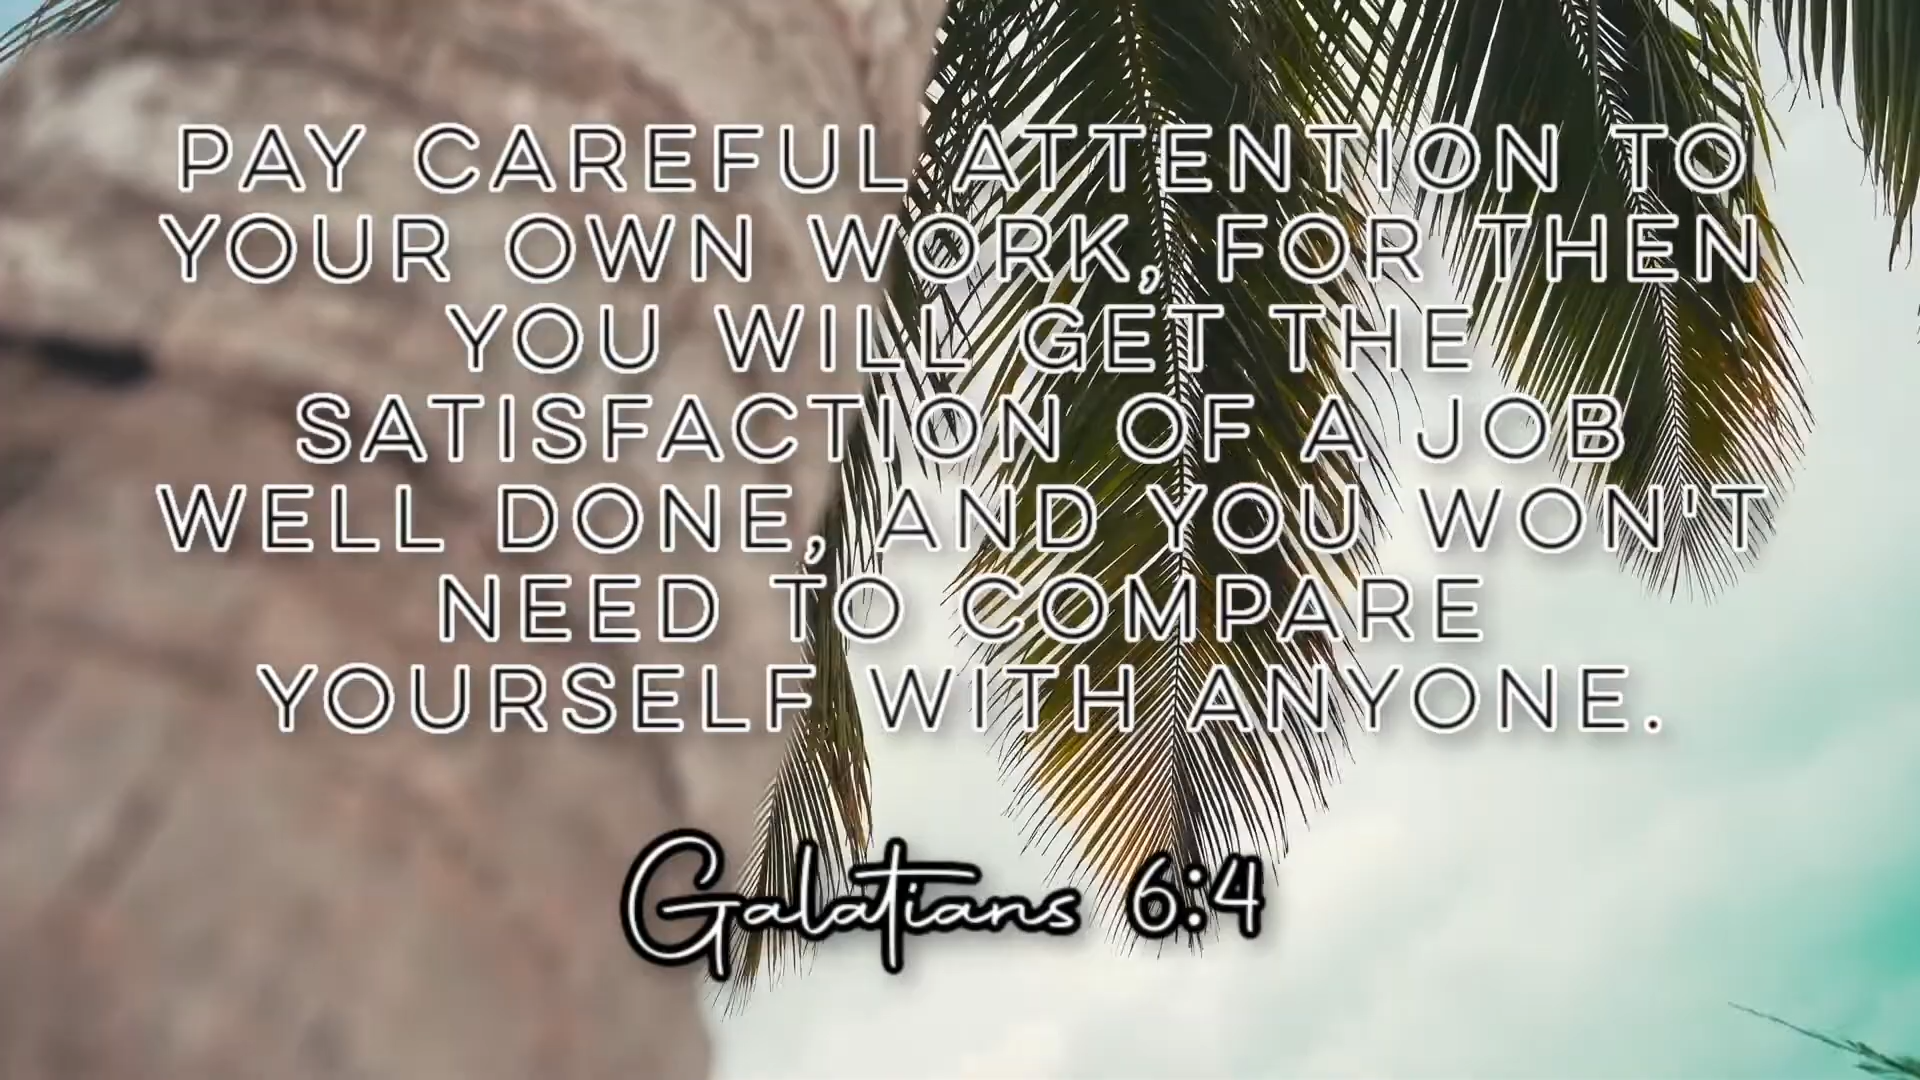 PAY CAREFUL ATTENTION TO
YOUR OWN WORK, FOR THEN
YOU WILL GET THE
SATISFACTION OF A JOB
WELL DONE, AND YOU WON'T
NEED TO COMPARE
YOURSELF WITH ANYONE.
Galatians 6:4